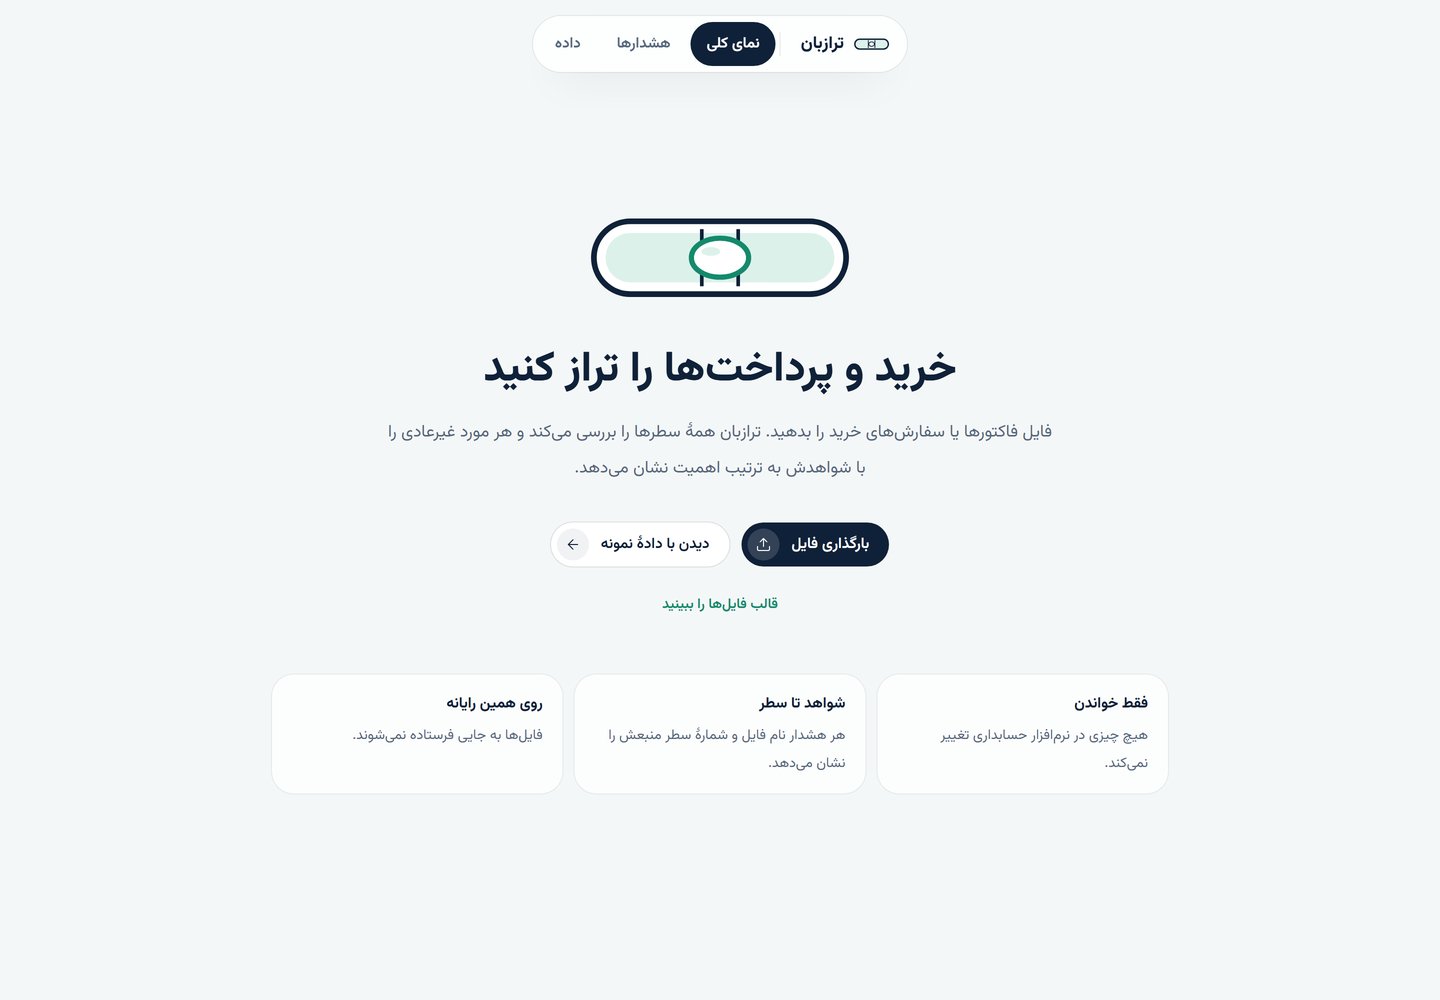 ترازبان
نمای کلی
هشدارها
داده
خرید و پرداخت‌ها را تراز کنید
فایل فاکتورها یا سفارش‌های خرید را بدهید. ترازبان همهٔ سطرها را بررسی می‌کند و هر مورد غیرعادی را
با شواهدش به ترتیب اهمیت نشان می‌دهد.
بارگذاری فایل
دیدن با دادهٔ نمونه
قالب فایل‌ها را ببینید
فقط خواندن
هیچ چیزی در نرم‌افزار حسابداری تغییر
نمی‌کند.
شواهد تا سطر
هر هشدار نام فایل و شمارهٔ سطر منبعش را
نشان می‌دهد.
روی همین رایانه
فایل‌ها به جایی فرستاده نمی‌شوند.